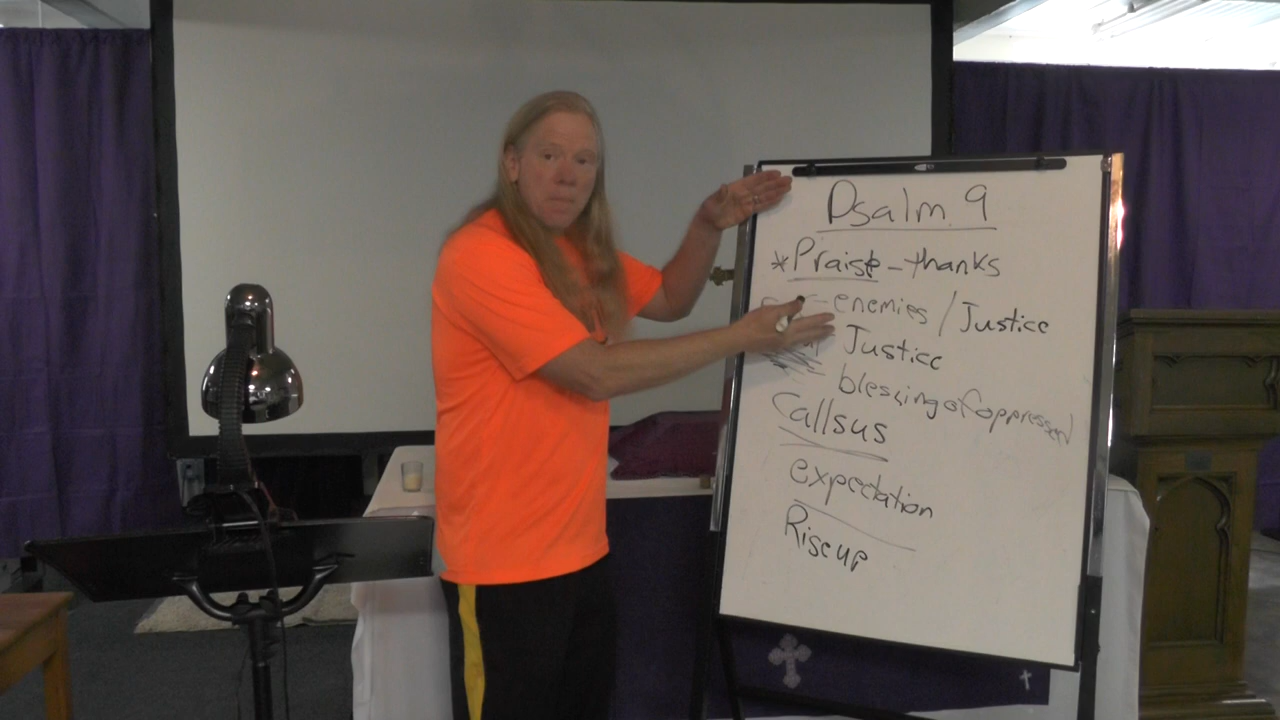 Psalm 9
*Praise - thanks
- enemies / Justice
Justice
blessing of oppressed
Callsus
expectation
Rise up